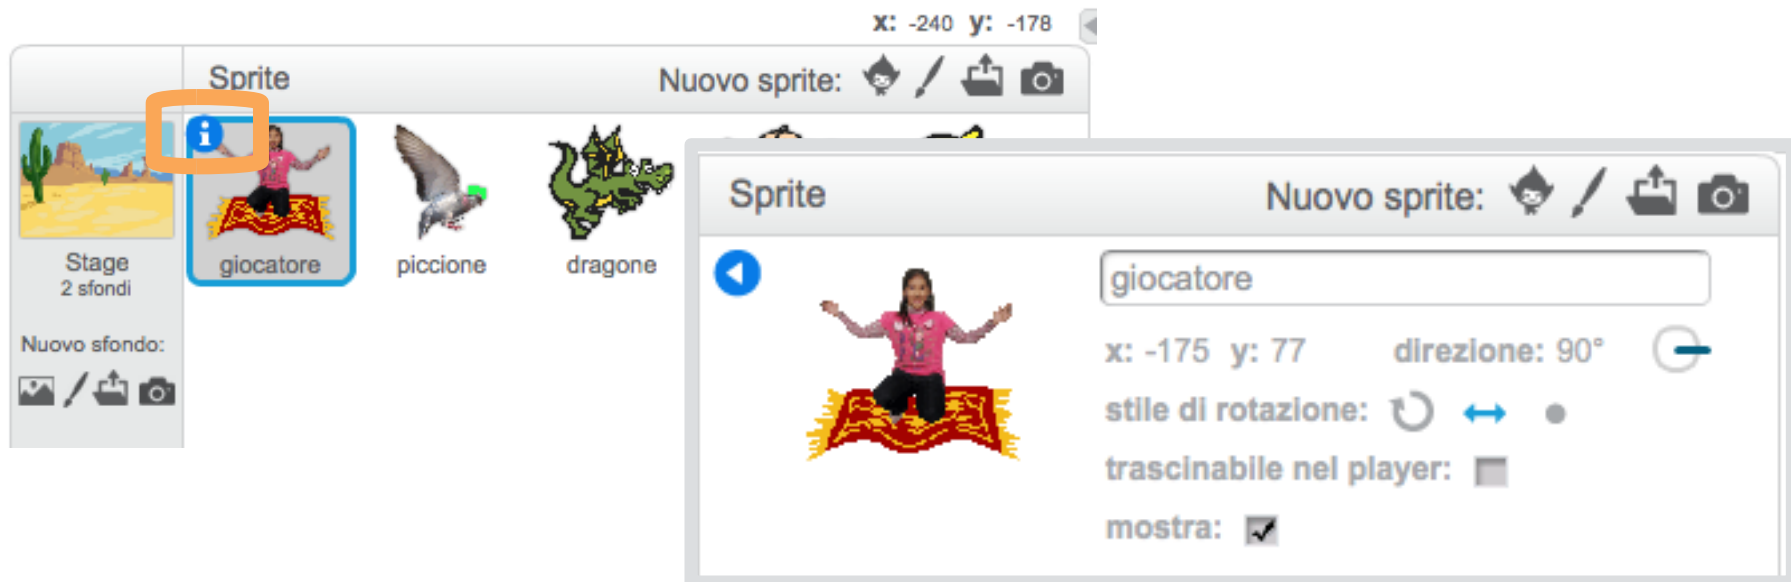 x: -240 y: -178
Sprite
Nuovo sprite:
i
giocatore
piccione
dragone
Stage
2 sfondi
Nuovo sfondo:
Sprite
Nuovo sprite:
giocatore
x: -175 y: 77 direzione: 90°
stile di rotazione:
trascinabile nel player:
mostra: